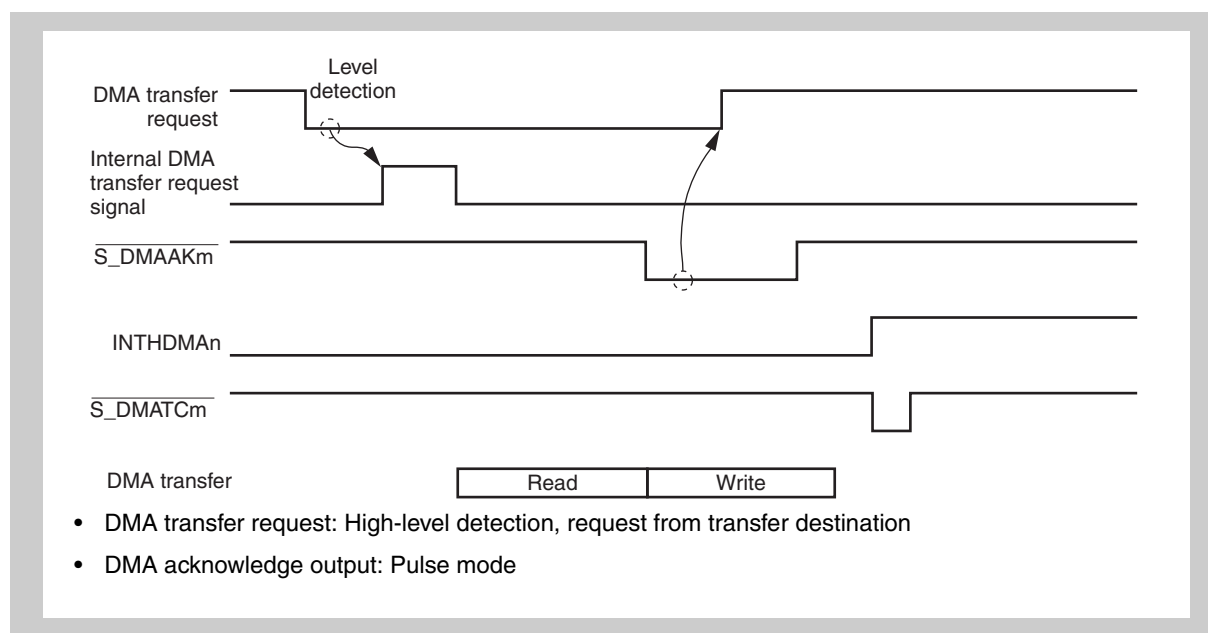 Level
detection
DMA transfer
request
Internal DMA
transfer request
signal
S_DMAAKm
INTHDMAn
S_DMATCm
DMA transfer
Read
Write
• DMA transfer request: High-level detection, request from transfer destination
• DMA acknowledge output: Pulse mode